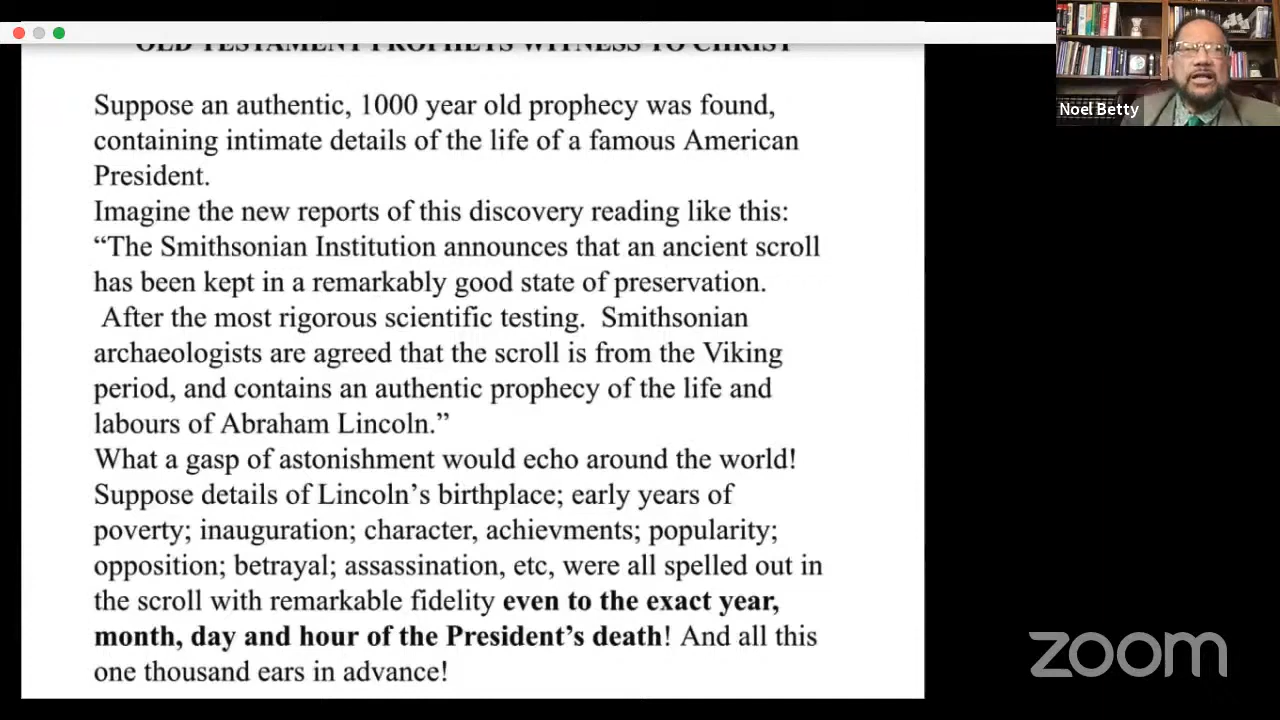 OLD TESTAMENT PROPHETS WITNESS TO CHRIST
Suppose an authentic, 1000 year old prophecy was found,
containing intimate details of the life of a famous American
President.
Imagine the new reports of this discovery reading like this:
“The Smithsonian Institution announces that an ancient scroll
has been kept in a remarkably good state of preservation.
After the most rigorous scientific testing.  Smithsonian
archaeologists are agreed that the scroll is from the Viking
period, and contains an authentic prophecy of the life and
labours of Abraham Lincoln.”
What a gasp of astonishment would echo around the world!
Suppose details of Lincoln’s birthplace; early years of
poverty; inauguration; character, achievments; popularity;
opposition; betrayal; assassination, etc, were all spelled out in
the scroll with remarkable fidelity even to the exact year,
month, day and hour of the President’s death! And all this
one thousand ears in advance!
Noel Betty
zoom